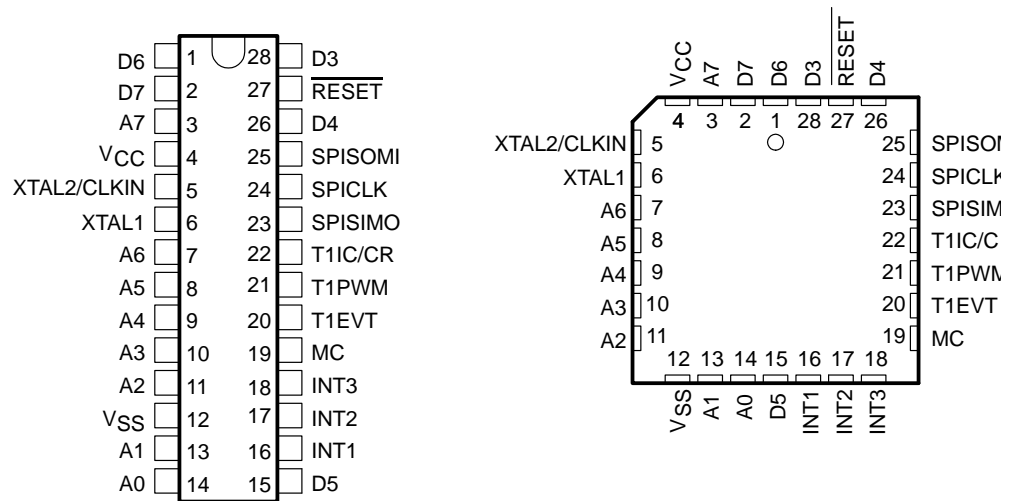 D6 1 28 D3
D7 2 27 RESET
A7 3 26 D4
VCC 4 25 SPISOMI
XTAL2/CLKIN 5 24 SPICLK
XTAL1 6 23 SPISIMO
A6 7 22 T1IC/CR
A5 8 21 T1PWM
A4 9 20 T1EVT
A3 10 19 MC
A2 11 18 INT3
VSS 12 17 INT2
A1 13 16 INT1
A0 14 15 D5
VCC A7 D7 D6 D3 RESET D4
4 3 2 1 28 27 26
XTAL2/CLKIN 5 25 SPISOM
XTAL1 6 24 SPICLK
A6 7 23 SPISIM
A5 8 22 T1IC/C
A4 9 21 T1PWM
A3 10 20 T1EVT
A2 11 19 MC
12 13 14 15 16 17 18
VSS A1 A0 D5 INT1 INT2 INT3